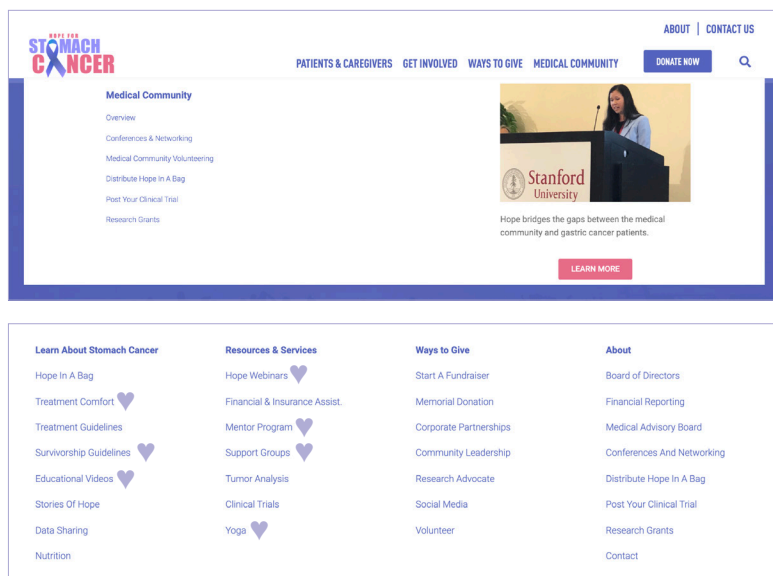 ABOUT | CONTACT US
HOPE FOR
STOMACH
CANCER
PATIENTS & CAREGIVERS GET INVOLVED WAYS TO GIVE MEDICAL COMMUNITY DONATE NOW
Medical Community
Overview
Conferences & Networking
Medical Community Volunteering
Distribute Hope In A Bag
Post Your Clinical Trial
Research Grants
Stanford
University
Hope bridges the gaps between the medical
community and gastric cancer patients.
LEARN MORE
Learn About Stomach Cancer
Hope In A Bag
Treatment Comfort
Treatment Guidelines
Survivorship Guidelines
Educational Videos
Stories Of Hope
Data Sharing
Nutrition
Resources & Services
Hope Webinars
Financial & Insurance Assist.
Mentor Program
Support Groups
Tumor Analysis
Clinical Trials
Yoga
Ways to Give
Start A Fundraiser
Memorial Donation
Corporate Partnerships
Community Leadership
Research Advocate
Social Media
Volunteer
About
Board of Directors
Financial Reporting
Medical Advisory Board
Conferences And Networking
Distribute Hope In A Bag
Post Your Clinical Trial
Research Grants
Contact